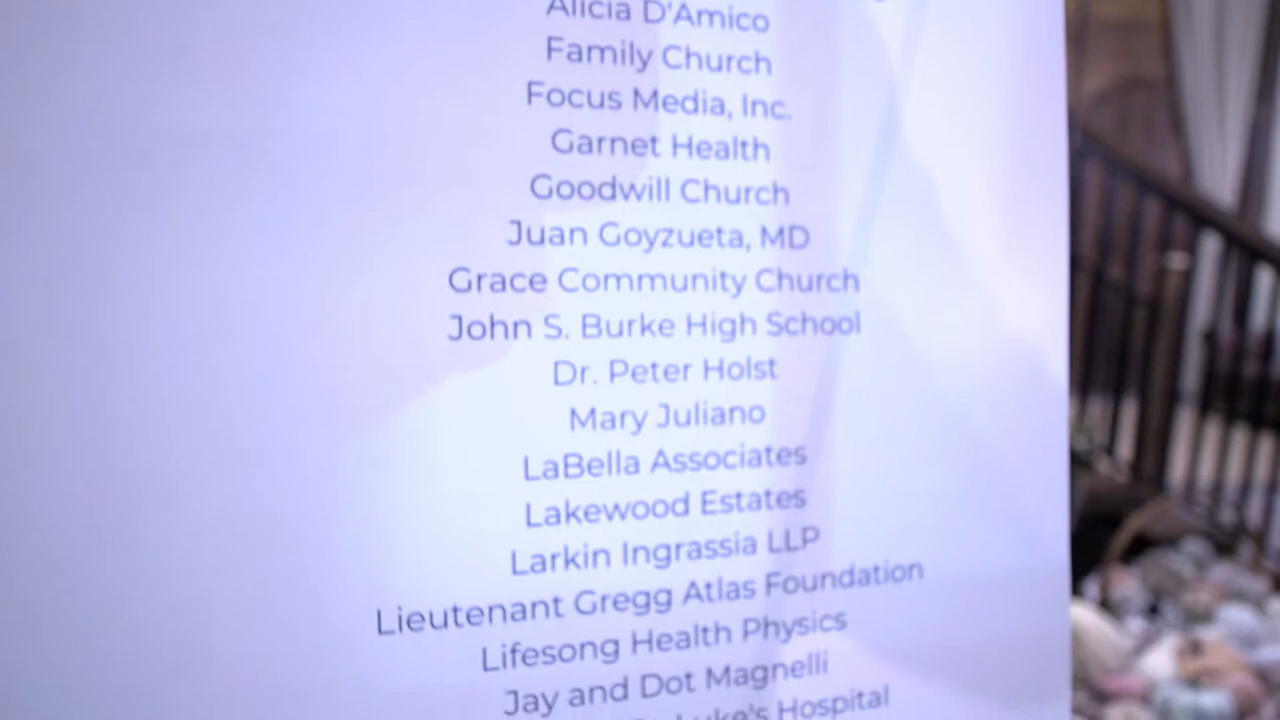 Alicia D'Amico
Family Church
Focus Media, Inc.
Garnet Health
Goodwill Church
Juan Goyzueta, MD
Grace Community Church
John S. Burke High School
Dr. Peter Holst
Mary Juliano
LaBella Associates
Lakewood Estates
Larkin Ingrassia LLP
Lieutenant Gregg Atlas Foundation
Lifesong Health Physics
Jay and Dot Magnelli
Luke's Hospital